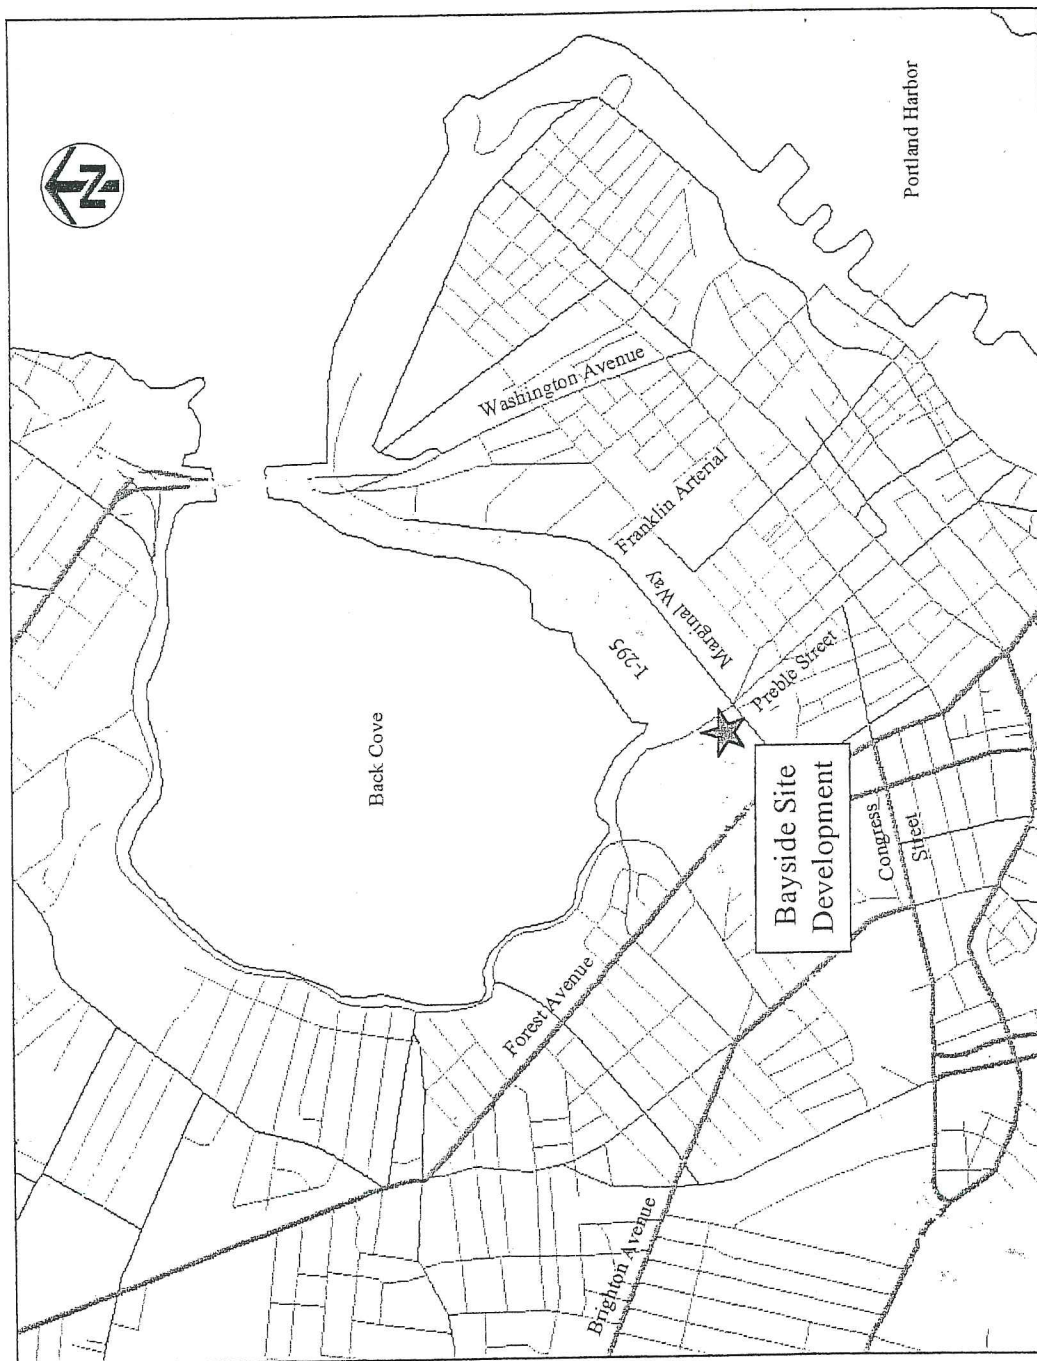 N
Portland Harbor
Washington Avenue
Franklin Arterial
Marginal Way
I-295
Preble Street
Back Cove
Bayside Site
Development
Congress
Street
Forest Avenue
Brighton Avenue